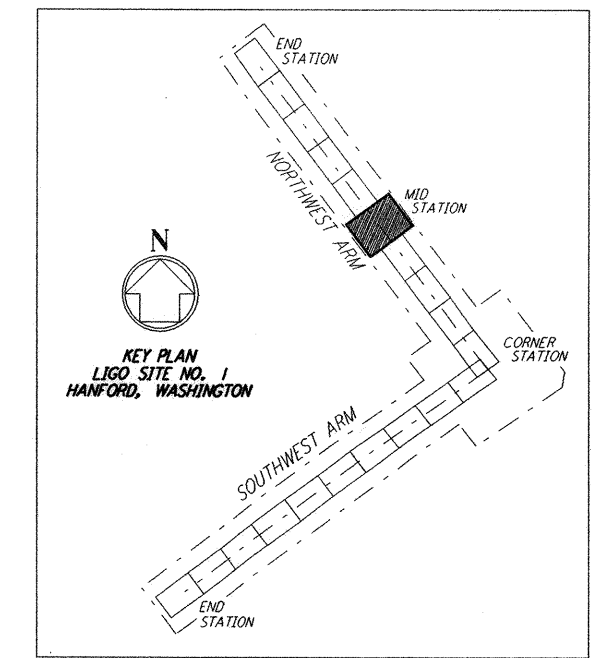 END
STATION
NORTHWEST ARM
MID
STATION
N
CORNER
STATION
KEY PLAN
LIGO SITE NO. 1
HANFORD, WASHINGTON
SOUTHWEST ARM
END
STATION